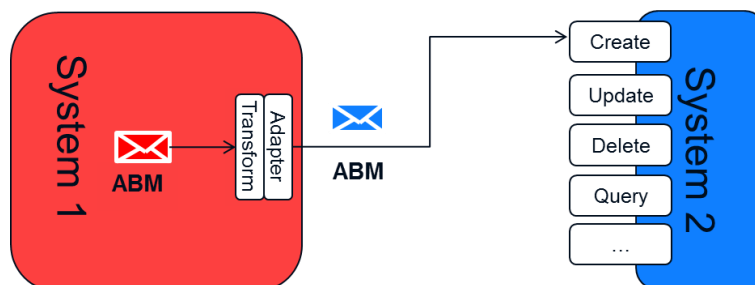 System 1
ABM
Transform
Adapter
ABM
Create
Update
Delete
Query
...
System 2